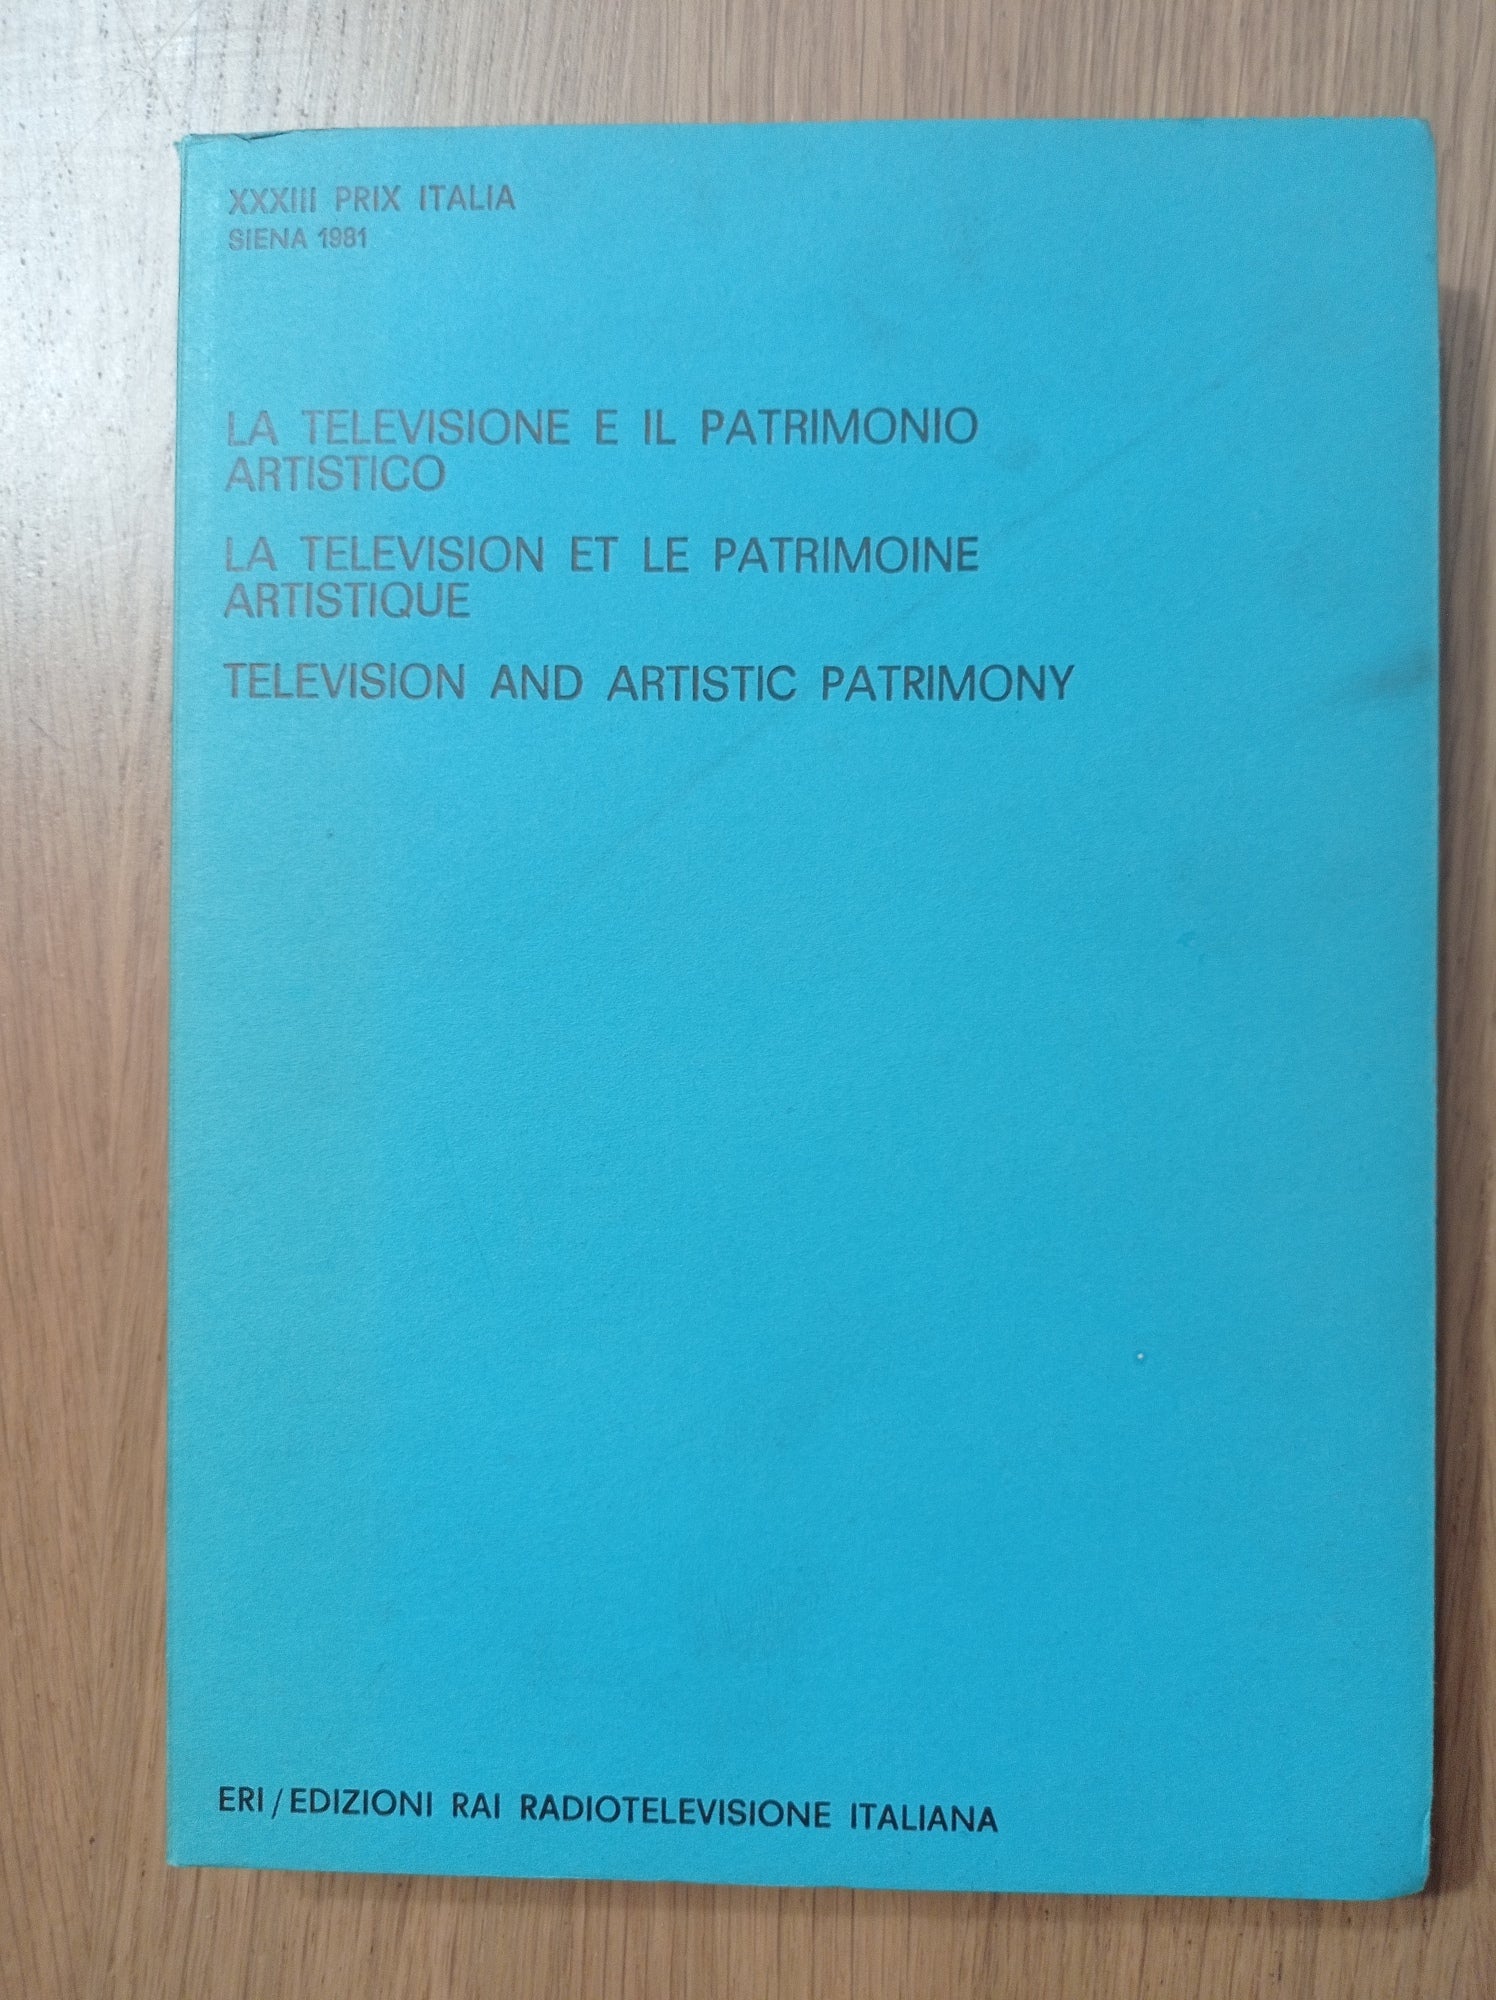 XXXIII PRIX ITALIA
SIENA 1981
LA TELEVISIONE E IL PATRIMONIO
ARTISTICO
LA TELEVISION ET LE PATRIMOINE
ARTISTIQUE
TELEVISION AND ARTISTIC PATRIMONY
ERI/EDIZIONI RAI RADIOTELEVISIONE ITALIANA